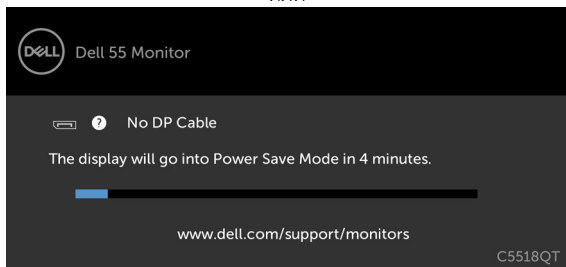 DELL
Dell 55 Monitor
? No DP Cable
The display will go into Power Save Mode in 4 minutes.
www.dell.com/support/monitors
C5518QT